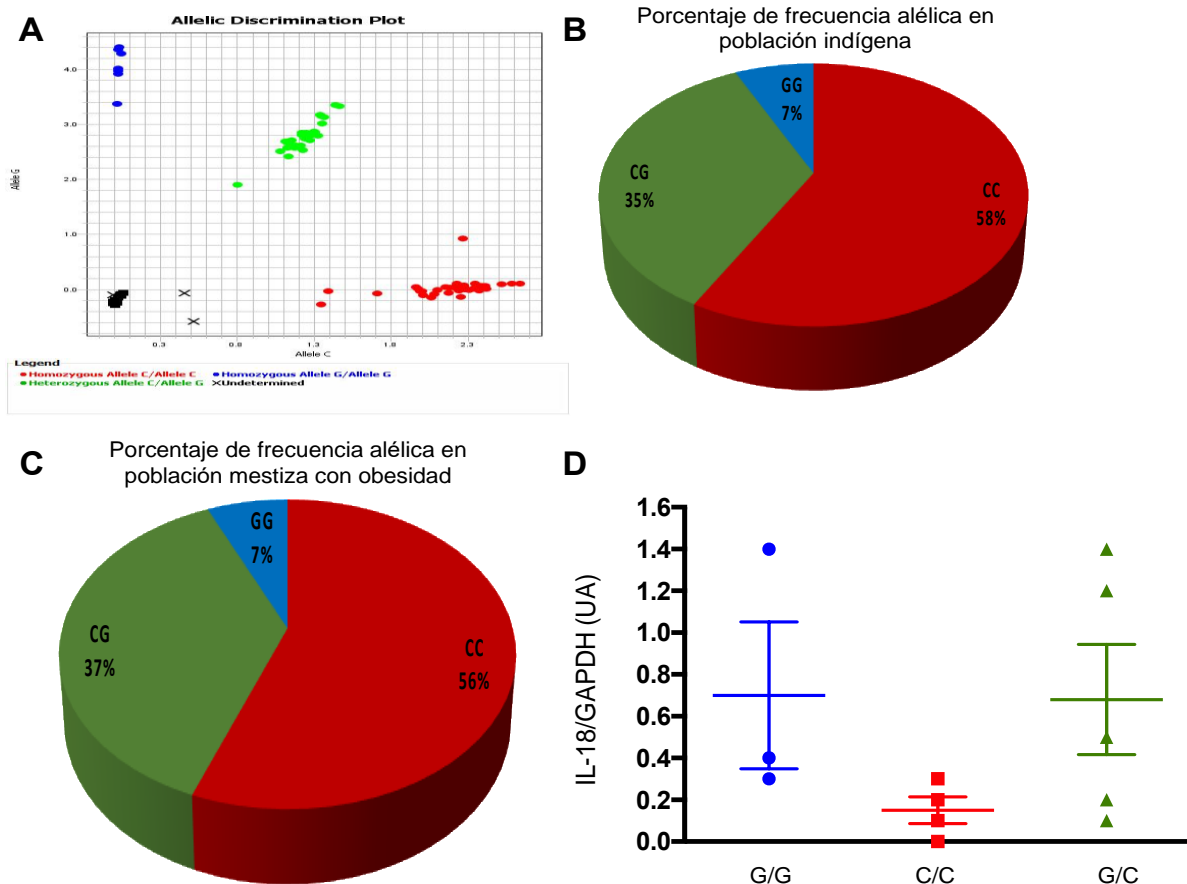 A
Allelic Discrimination Plot
4.0
3.0
2.0
1.0
0.0
Allele G
0.3
0.8
1.3
1.8
2.3
Allele C
Legend
Homozygous Allele C/Allele C
Homozygous Allele G/Allele G
Heterozygous Allele C/Allele G
Undetermined
B
Porcentaje de frecuencia alélica en
población indígena
GG
7%
CG
35%
CC
58%
C
Porcentaje de frecuencia alélica en
población mestiza con obesidad
GG
7%
CG
37%
CC
56%
D
IL-18/GAPDH (UA)
1.6
1.4
1.2
1.0
0.8
0.6
0.4
0.2
0.0
G/G
C/C
G/C